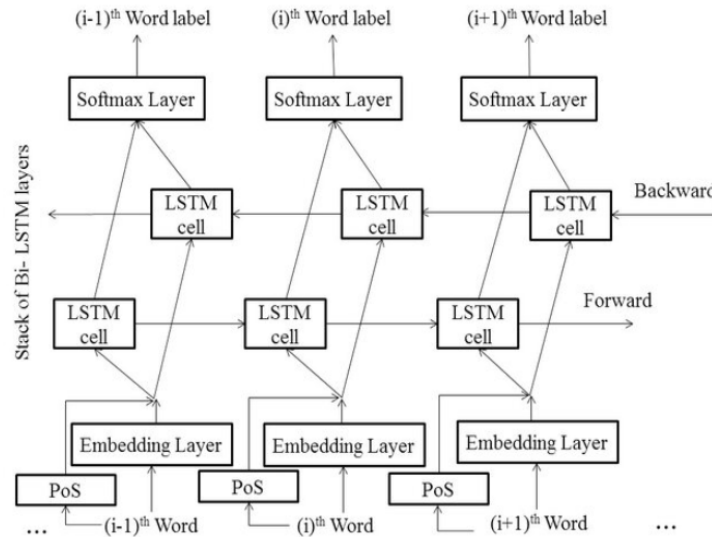 (i-1)th Word label
(i)th Word label
(i+1)th Word label
Softmax Layer
Softmax Layer
Softmax Layer
Stack of Bi- LSTM layers
Backward
LSTM
cell
LSTM
cell
LSTM
cell
Forward
LSTM
cell
LSTM
cell
LSTM
cell
Embedding Layer
Embedding Layer
Embedding Layer
PoS
PoS
PoS
...
(i-1)th Word
(i)th Word
(i+1)th Word
...